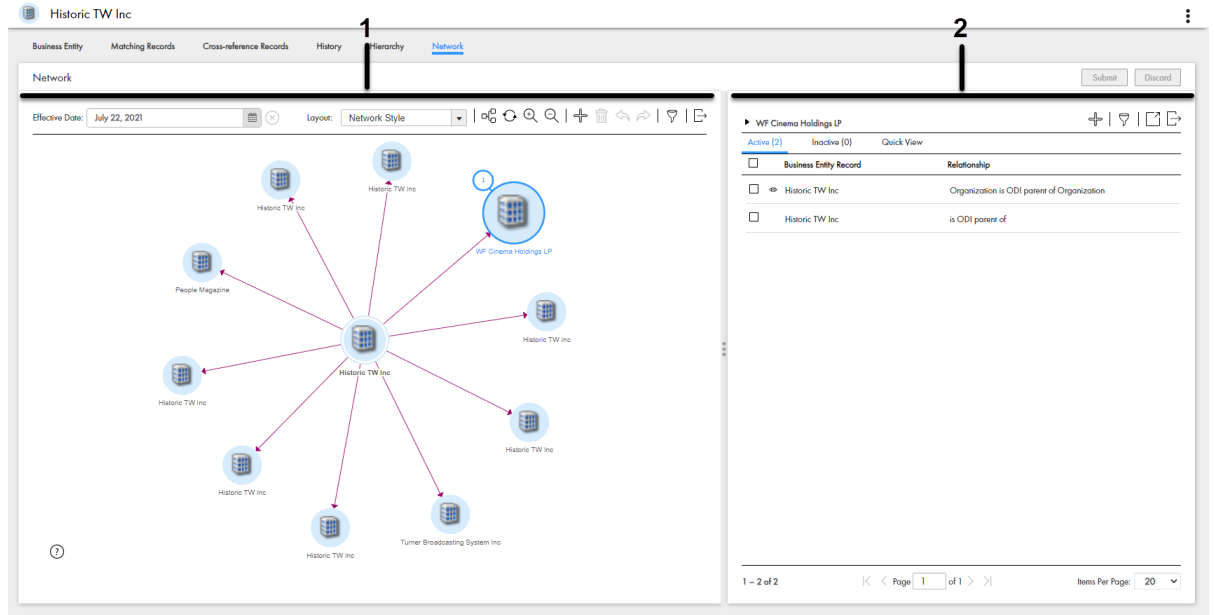 Historic TW Inc
1
2
Business Entity Matching Records Cross-reference Records History Hierarchy Network
Network
Submit Discard
Effective Date: July 22, 2021 Layout: Network Style
WF Cinema Holdings LP
Active (2) Inactive (0) Quick View
Business Entity Record Relationship
Historic TW Inc Organization is ODI parent of Organization
Historic TW Inc is ODI parent of
Historic TW Inc
Historic TW Inc
1
WF Cinema Holdings LP
People Magazine
Historic TW Inc
Historic TW Inc
Historic TW Inc
Historic TW Inc
Historic TW Inc
Turner Broadcasting System Inc
Historic TW Inc
?
1 – 2 of 2 Page 1 of 1 Items Per Page: 20